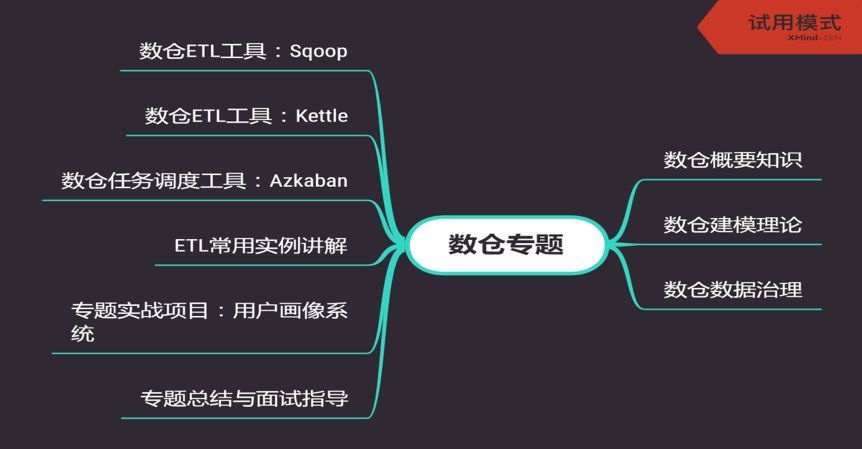 试用模式
XMind:ZEN
数仓ETL工具：Sqoop
数仓ETL工具：Kettle
数仓任务调度工具：Azkaban
ETL常用实例讲解
专题实战项目：用户画像系
统
专题总结与面试指导
数仓专题
数仓概要知识
数仓建模理论
数仓数据治理